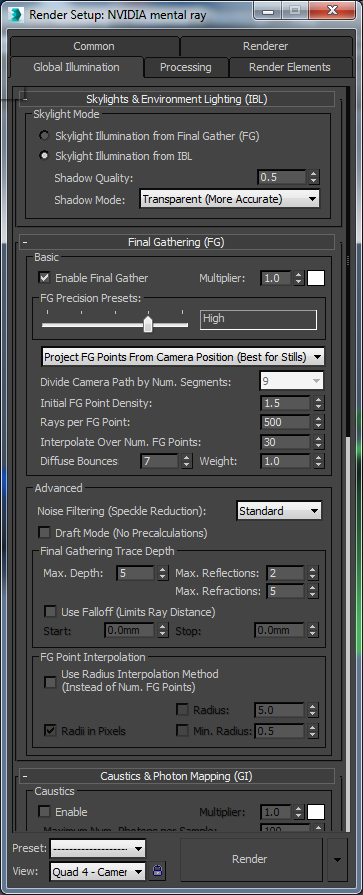 Render Setup: NVIDIA mental ray
Common Renderer
Global Illumination Processing Render Elements
- Skylights & Environment Lighting (IBL)
Skylight Mode
Skylight Illumination from Final Gather (FG)
Skylight Illumination from IBL
Shadow Quality: 0.5
Shadow Mode: Transparent (More Accurate)
- Final Gathering (FG)
Basic
Enable Final Gather Multiplier: 1.0
FG Precision Presets:
High
Project FG Points From Camera Position (Best for Stills)
Divide Camera Path by Num. Segments: 9
Initial FG Point Density: 1.5
Rays per FG Point: 500
Interpolate Over Num. FG Points: 30
Diffuse Bounces 7 Weight: 1.0
Advanced
Noise Filtering (Speckle Reduction): Standard
Draft Mode (No Precalculations)
Final Gathering Trace Depth
Max. Depth: 5 Max. Reflections: 2
Max. Refractions: 5
Use Falloff (Limits Ray Distance)
Start: 0.0mm Stop: 0.0mm
FG Point Interpolation
Use Radius Interpolation Method
(Instead of Num. FG Points)
Radius: 5.0
Radii in Pixels Min. Radius: 0.5
- Caustics & Photon Mapping (GI)
Caustics
Enable Multiplier: 1.0
Maximum Num. Photons per Sample: 100
Preset: --------------------
View: Quad 4 - Camer
Render